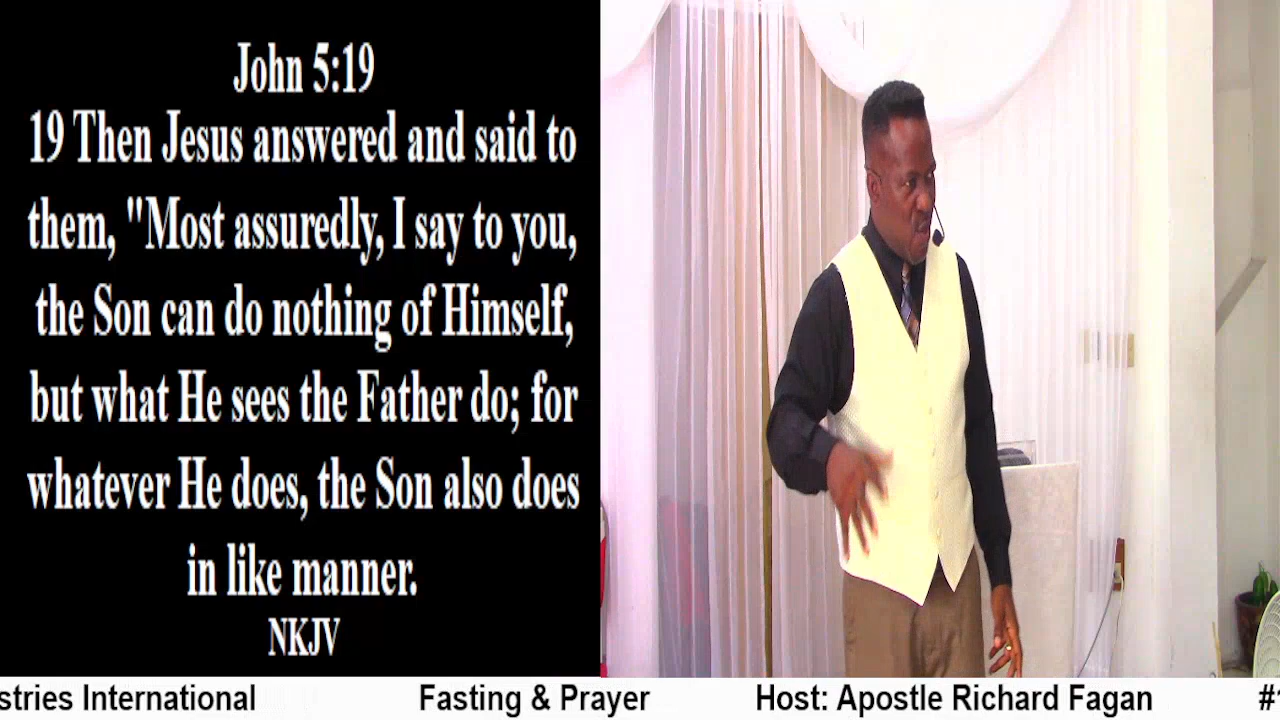 John 5:19
19 Then Jesus answered and said to
them, "Most assuredly, I say to you,
the Son can do nothing of Himself,
but what He sees the Father do; for
whatever He does, the Son also does
in like manner.
NKJV
stries International Fasting & Prayer Host: Apostle Richard Fagan #